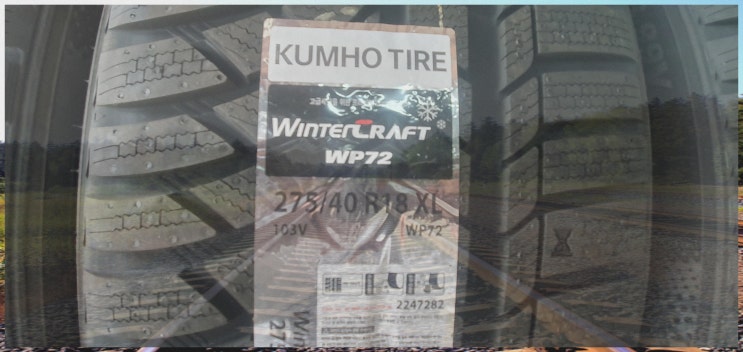 KUMHO TIRE
WINTERCRAFT
WP72
275/40 R18 XL
103V WP72
2247282